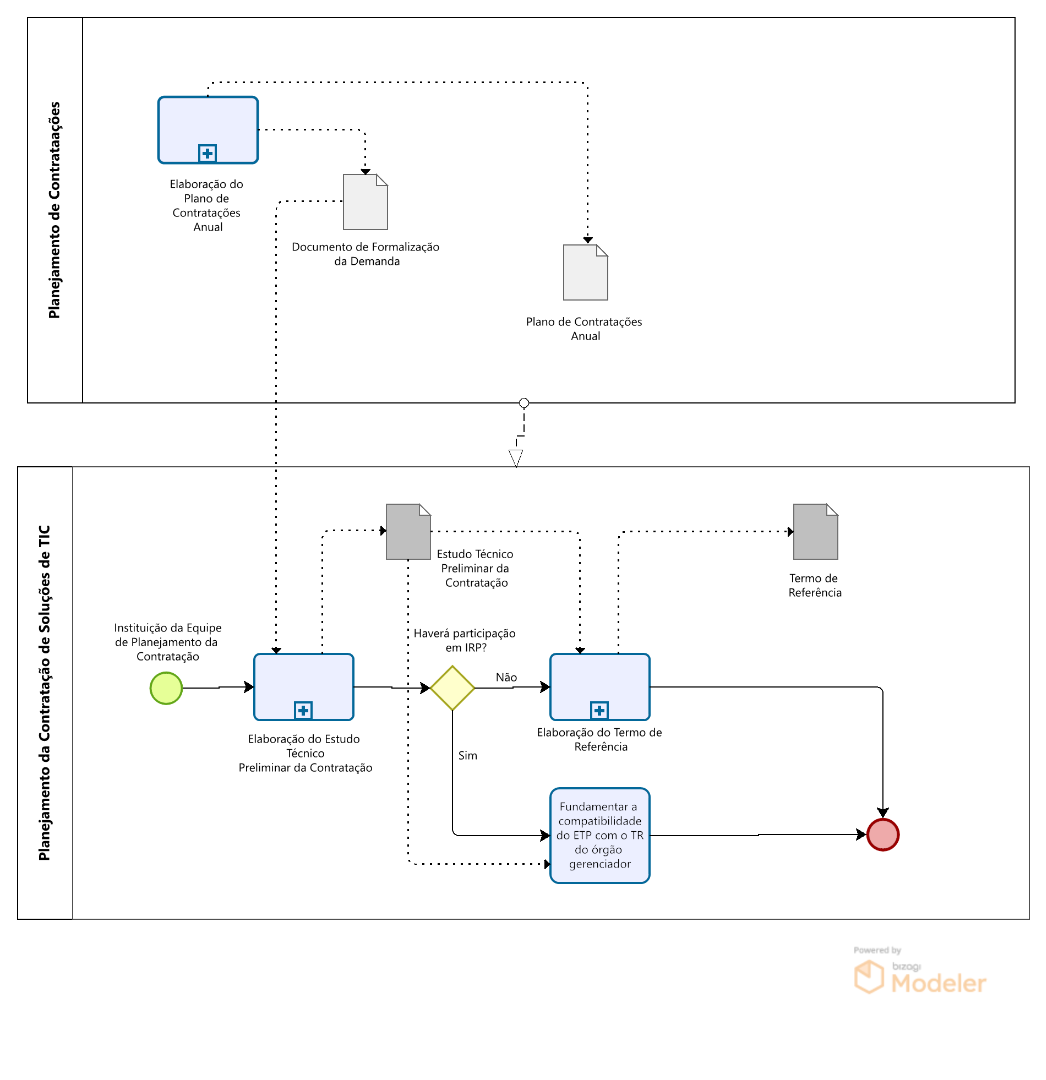 Planejamento de Contrataações
Elaboração do
Plano de
Contratações
Anual
Documento de Formalização
da Demanda
Plano de Contratações
Anual
Planejamento da Contratação de Soluções de TIC
Estudo Técnico
Preliminar da
Contratação
Termo de
Referência
Instituição da Equipe
de Planejamento da
Contratação
Haverá participação
em IRP?
Não
Elaboração do Estudo
Técnico
Preliminar da Contratação
Elaboração do Termo de
Referência
Sim
Fundamentar a
compatibilidade
do ETP com o TR
do órgão
gerenciador
Powered by
bizagi
Modeler